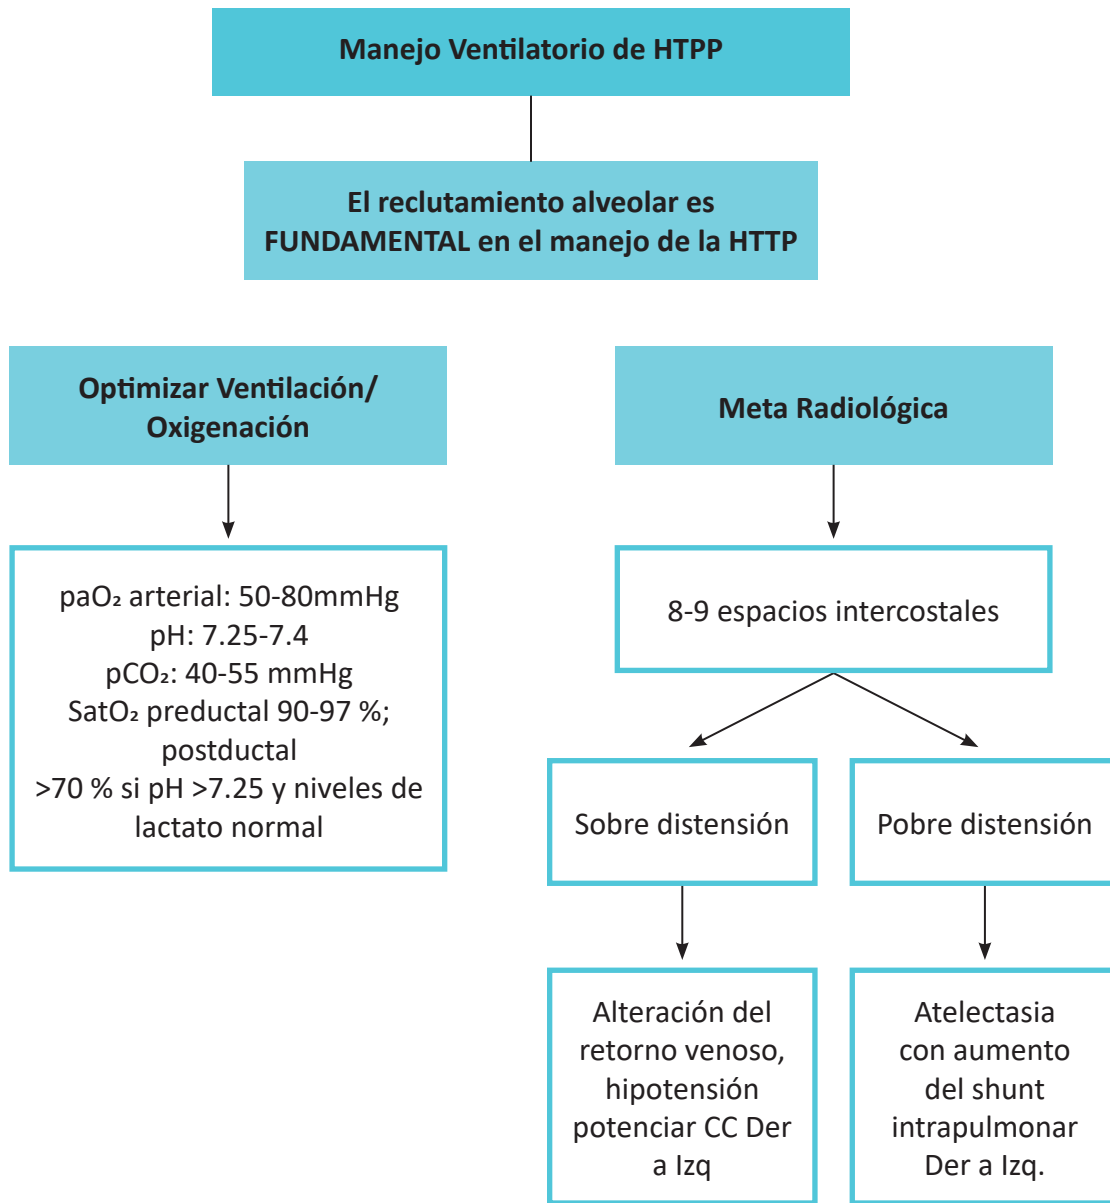 Manejo Ventilatorio de HTPP
El reclutamiento alveolar es
FUNDAMENTAL en el manejo de la HTTP
Optimizar Ventilación/
Oxigenación
paO₂ arterial: 50-80mmHg
pH: 7.25-7.4
pCO₂: 40-55 mmHg
SatO₂ preductal 90-97 %;
postductal
>70 % si pH >7.25 y niveles de
lactato normal
Meta Radiológica
8-9 espacios intercostales
Sobre distensión
Alteración del
retorno venoso,
hipotensión
potenciar CC Der
a Izq
Pobre distensión
Atelectasia
con aumento
del shunt
intrapulmonar
Der a Izq.